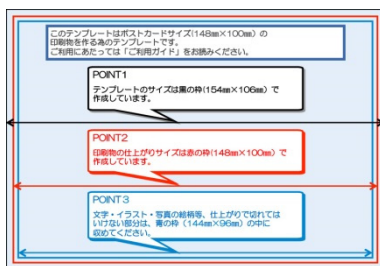 このテンプレートはポストカードサイズ(148㎜×100㎜)の
印刷物を作る為のテンプレートです。
ご利用にあたっては「ご利用ガイド」をお読みください。
POINT1
テンプレートのサイズは黒の枠(154㎜×106㎜)で
作成しています。
POINT2
印刷物の仕上がりサイズは赤の枠(148㎜×100㎜)で
作成しています。
POINT3
文字・イラスト・写真の絵柄等、仕上がりで切れては
いけない部分は、青の枠(144㎜×96㎜)の中に
収めてください。